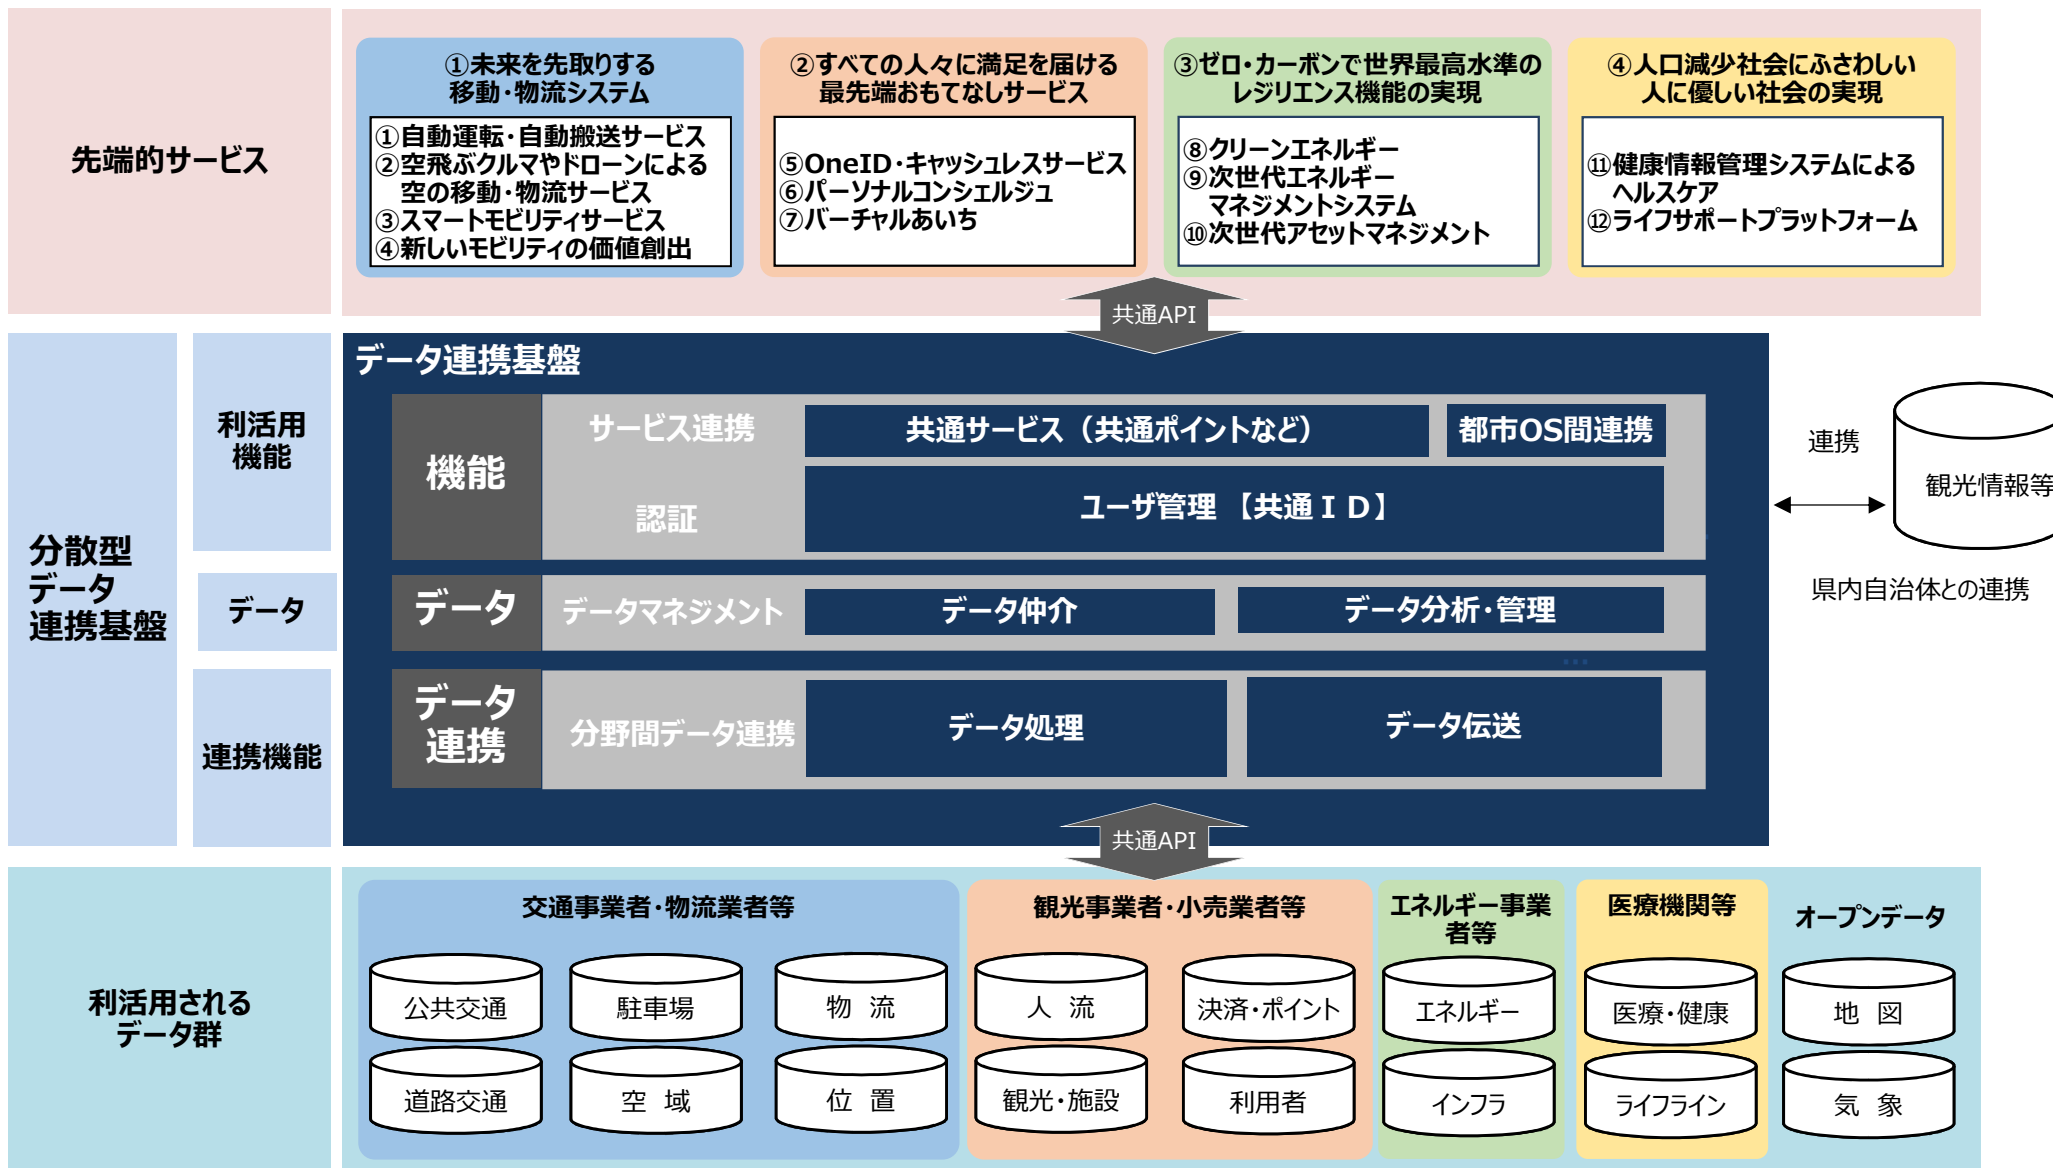 先端的サービス
①未来を先取りする
移動・物流システム
①自動運転・自動搬送サービス
②空飛ぶクルマやドローンによる
空の移動・物流サービス
③スマートモビリティサービス
④新しいモビリティの価値創出
②すべての人々に満足を届ける
最先端おもてなしサービス
⑤OneID・キャッシュレスサービス
⑥パーソナルコンシェルジュ
⑦バーチャルあいち
③ゼロ・カーボンで世界最高水準の
レジリエンス機能の実現
⑧クリーンエネルギー
⑨次世代エネルギー
マネジメントシステム
⑩次世代アセットマネジメント
④人口減少社会にふさわしい
人に優しい社会の実現
⑪健康情報管理システムによる
ヘルスケア
⑫ライフサポートプラットフォーム
共通API
分散型
データ
連携基盤
利活用
機能
データ
連携機能
データ連携基盤
機能
サービス連携
共通サービス（共通ポイントなど）
都市OS間連携
認証
ユーザ管理 【共通ＩＤ】
データ
データマネジメント
データ仲介
データ分析・管理
…
データ
連携
分野間データ連携
データ処理
データ伝送
連携
観光情報等
県内自治体との連携
共通API
利活用される
データ群
交通事業者・物流業者等
公共交通
駐車場
物 流
道路交通
空 域
位 置
観光事業者・小売業者等
人 流
決済・ポイント
観光・施設
利用者
エネルギー事業
者等
エネルギー
インフラ
医療機関等
医療・健康
ライフライン
オープンデータ
地 図
気 象